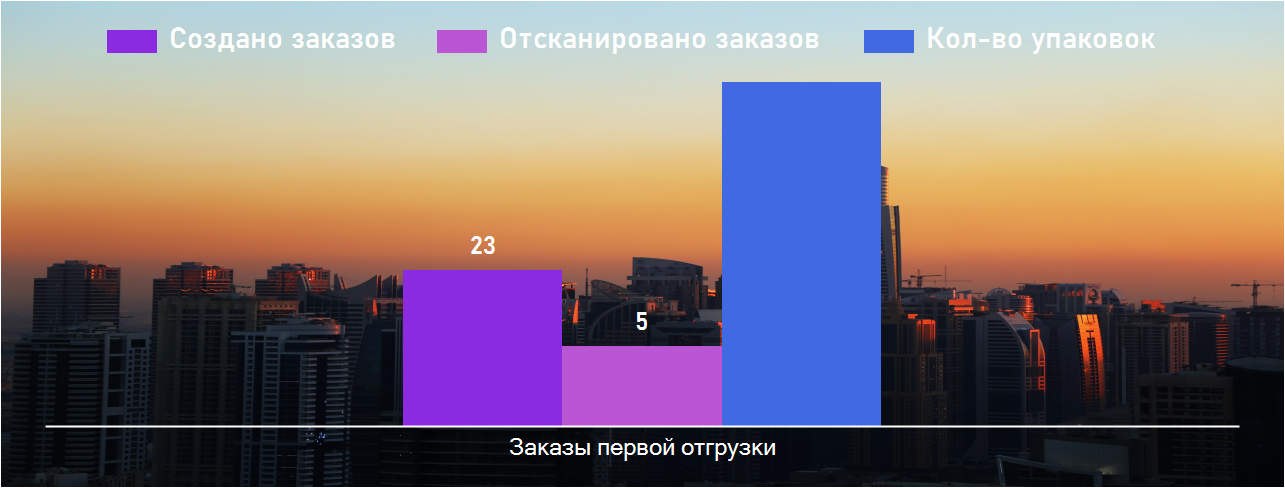 Создано заказов Отсканировано заказов Кол-во упаковок
23
5
Заказы первой отгрузки